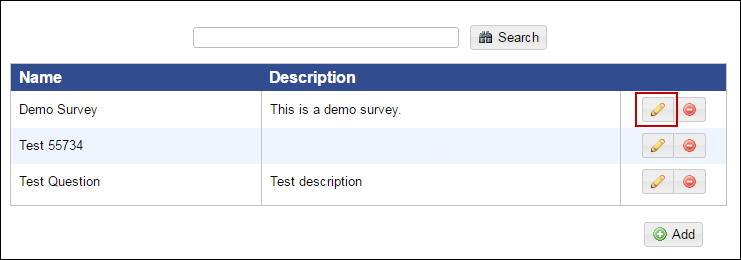 Search
Name Description
Demo Survey This is a demo survey.
Test 55734
Test Question Test description
Add